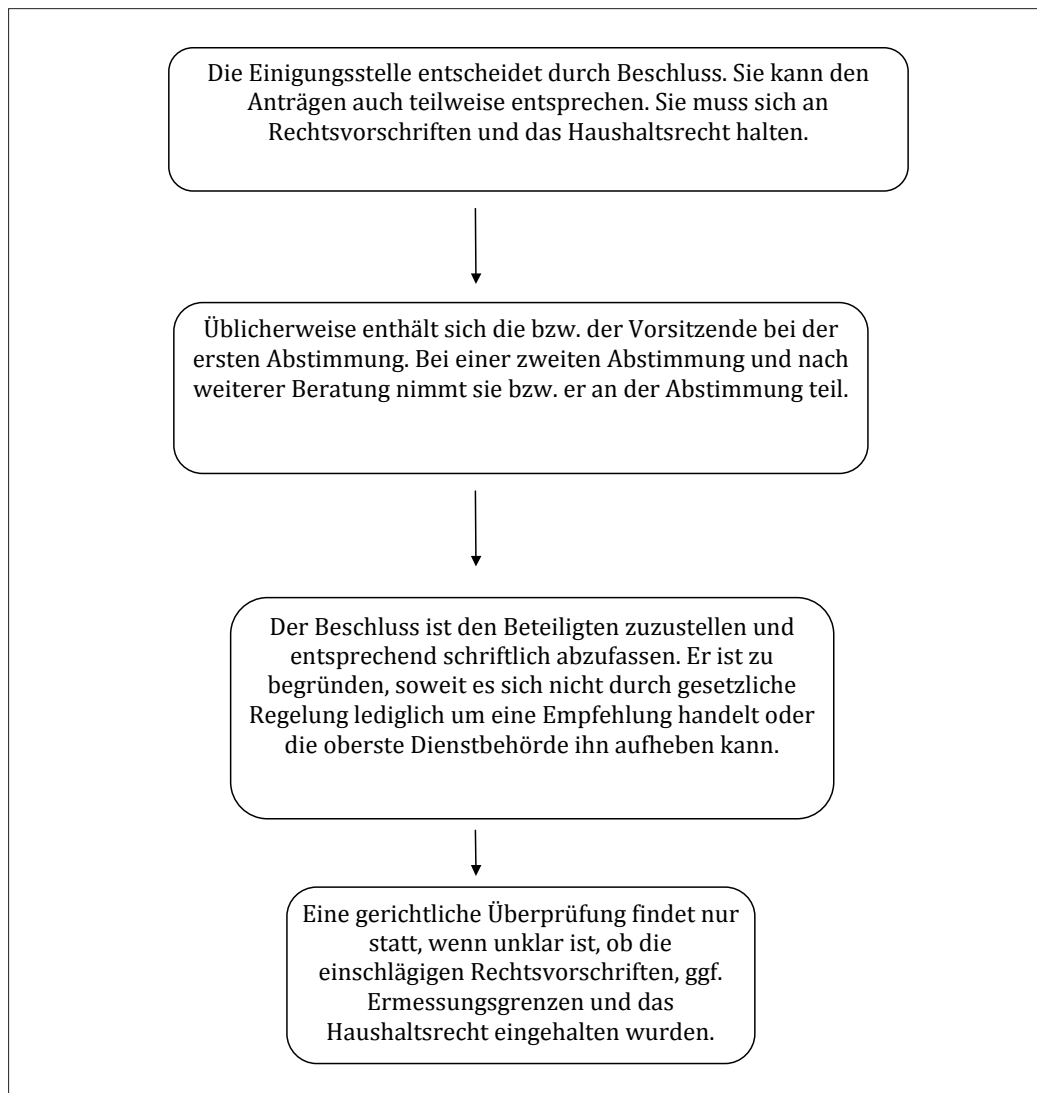 Die Einigungsstelle entscheidet durch Beschluss. Sie kann den
Anträgen auch teilweise entsprechen. Sie muss sich an
Rechtsvorschriften und das Haushaltsrecht halten.
Üblicherweise enthält sich die bzw. der Vorsitzende bei der
ersten Abstimmung. Bei einer zweiten Abstimmung und nach
weiterer Beratung nimmt sie bzw. er an der Abstimmung teil.
Der Beschluss ist den Beteiligten zuzustellen und
entsprechend schriftlich abzufassen. Er ist zu
begründen, soweit es sich nicht durch gesetzliche
Regelung lediglich um eine Empfehlung handelt oder
die oberste Dienstbehörde ihn aufheben kann.
Eine gerichtliche Überprüfung findet nur
statt, wenn unklar ist, ob die
einschlägigen Rechtsvorschriften, ggf.
Ermessungsgrenzen und das
Haushaltsrecht eingehalten wurden.